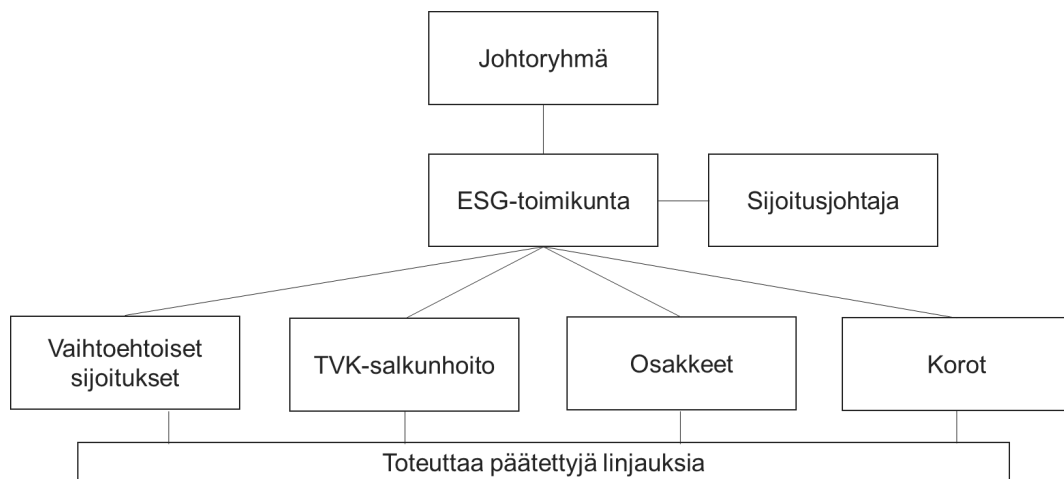 Johtoryhmä
ESG-toimikunta
Sijoitusjohtaja
Vaihtoehtoiset
sijoitukset
TVK-salkunhoito
Osakkeet
Korot
Toteuttaa päätettyjä linjauksia